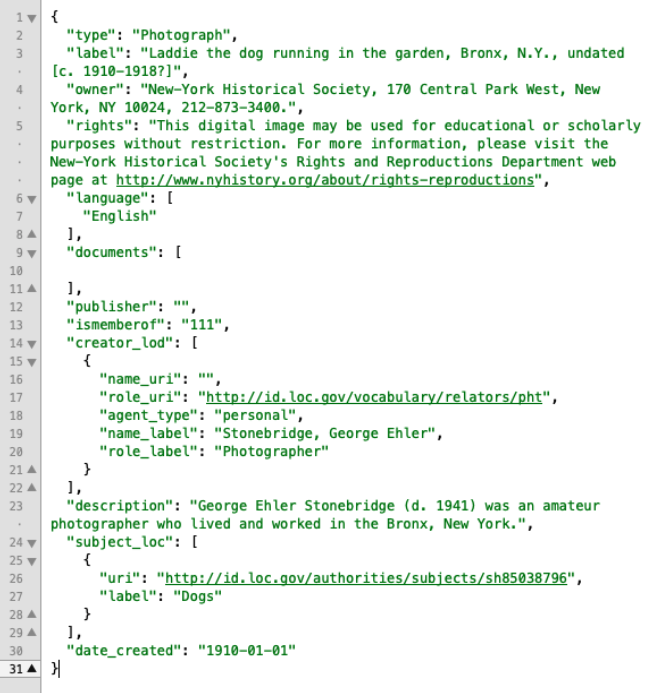 1 {
2 "type": "Photograph",
3 "label": "Laddie the dog running in the garden, Bronx, N.Y., undated
[c. 1910-1918?]",
4 "owner": "New-York Historical Society, 170 Central Park West, New
York, NY 10024, 212-873-3400.",
5 "rights": "This digital image may be used for educational or scholarly
purposes without restriction. For more information, please visit the
New-York Historical Society's Rights and Reproductions Department web
page at http://www.nyhistory.org/about/rights-reproductions",
6 "language": [
7 "English"
8 ],
9 "documents": [
10
11 ],
12 "publisher": "",
13 "ismemberof": "111",
14 "creator_lod": [
15 {
16 "name_uri": "",
17 "role_uri": "http://id.loc.gov/vocabulary/relators/pht",
18 "agent_type": "personal",
19 "name_label": "Stonebridge, George Ehler",
20 "role_label": "Photographer"
21 }
22 ],
23 "description": "George Ehler Stonebridge (d. 1941) was an amateur
photographer who lived and worked in the Bronx, New York.",
24 "subject_loc": [
25 {
26 "uri": "http://id.loc.gov/authorities/subjects/sh85038796",
27 "label": "Dogs"
28 }
29 ],
30 "date_created": "1910-01-01"
31 }